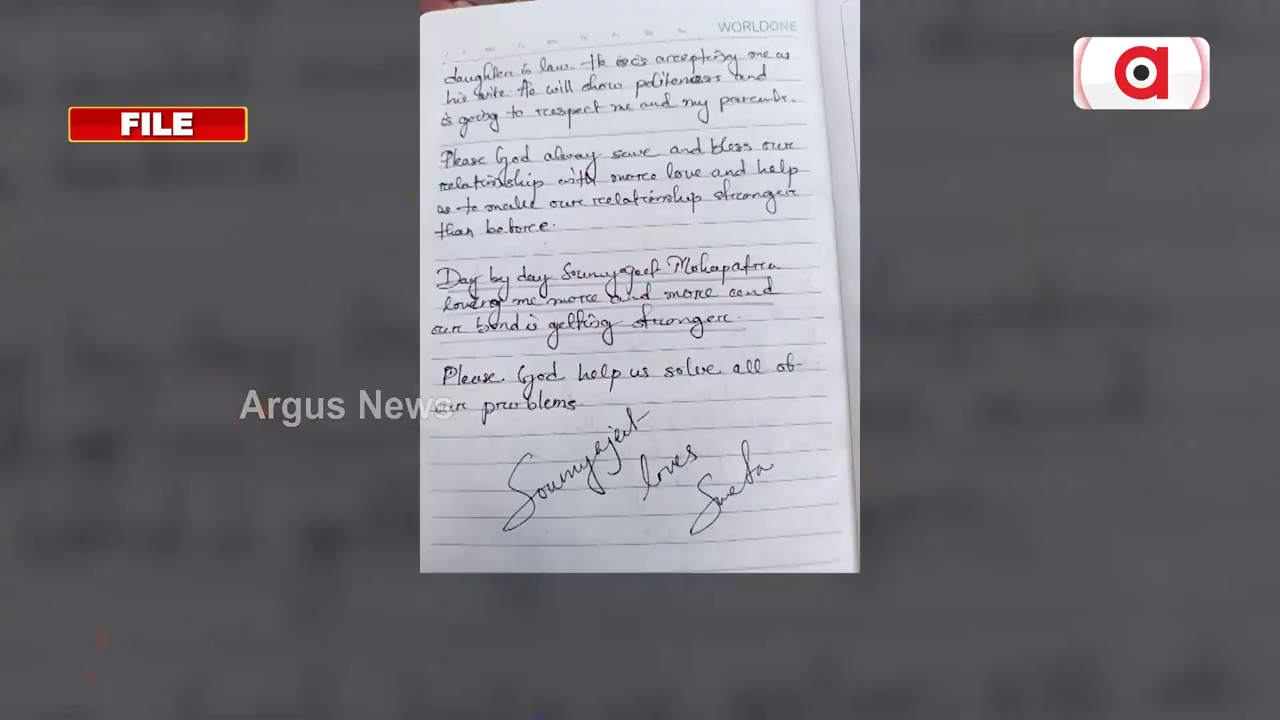 WORLDONE
FILE
daughter in law. He is accepting me as
his wife. He will show politeness and
is going to respect me and my parents.
Please God alway save and bless our
relationship with more love and help
us to make our relationship stronger
than before.
Day by day Soumyajeet Mohapatra
loving me more and more and
our bond is getting stronger.
Please God help us solve all of
our problems
Argus News
Soumyajeet
loves
Sweta